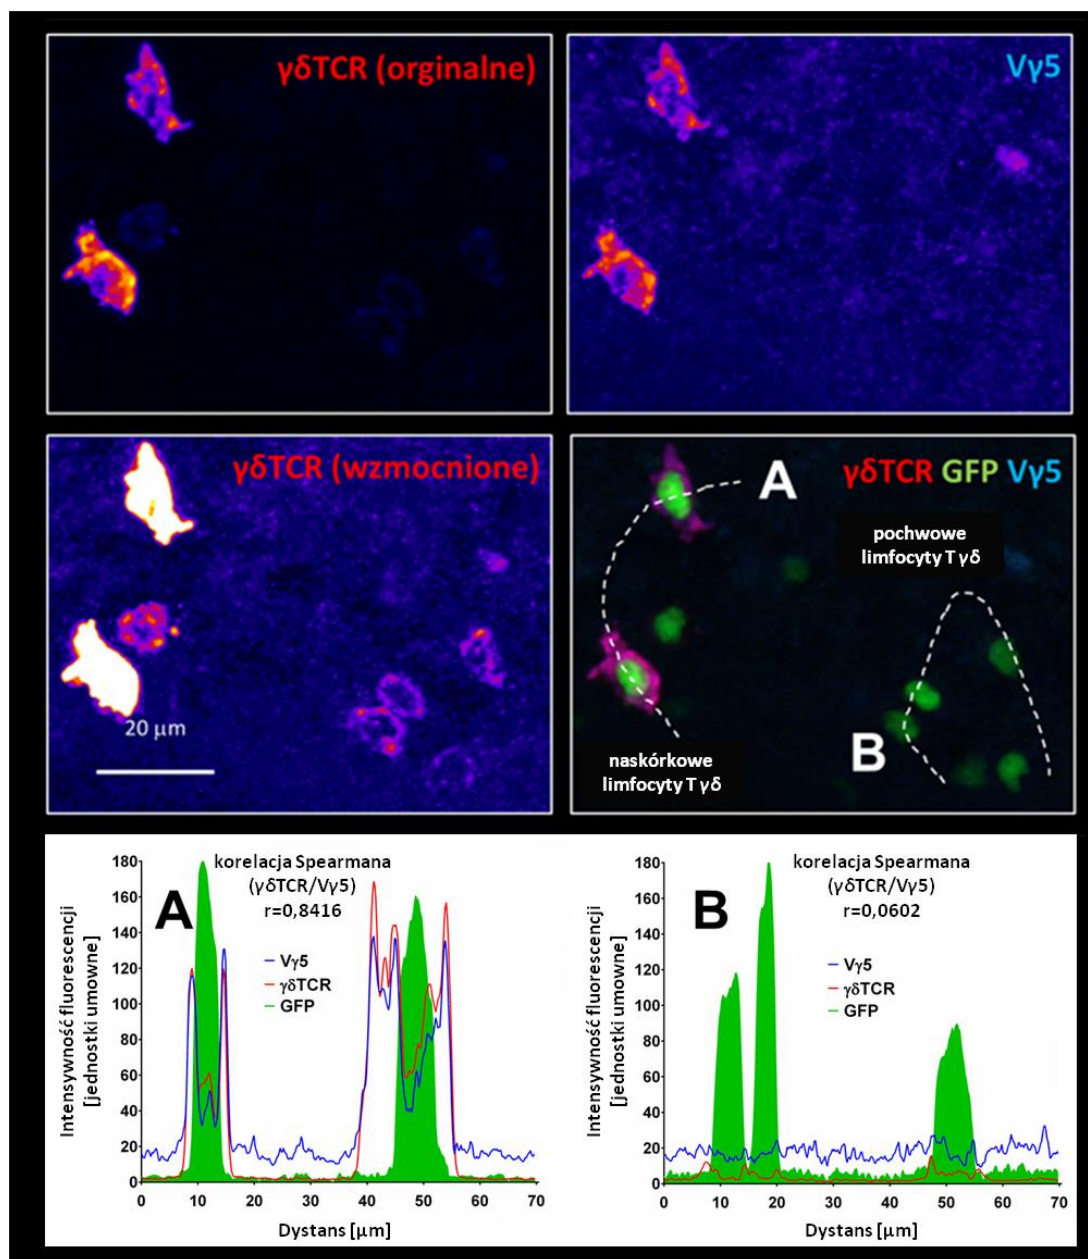 γδTCR (orginalne)
Vγ5
γδTCR (wzmocnione)
20 μm
γδTCR GFP Vγ5
A
pochwowe
limfocyty T γδ
B
naskórkowe
limfocyty T γδ
A
korelacja Spearmana
(γδTCR/Vγ5)
r=0,8416
Vγ5
γδTCR
GFP
Intensywność fluorescencji
[jednostki umowne]
180
160
140
120
100
80
60
40
20
0
0 10 20 30 40 50 60 70
Dystans [μm]
B
korelacja Spearmana
(γδTCR/Vγ5)
r=0,0602
Vγ5
γδTCR
GFP
Intensywność fluorescencji
[jednostki umowne]
180
160
140
120
100
80
60
40
20
0
0 10 20 30 40 50 60 70
Dystans [μm]